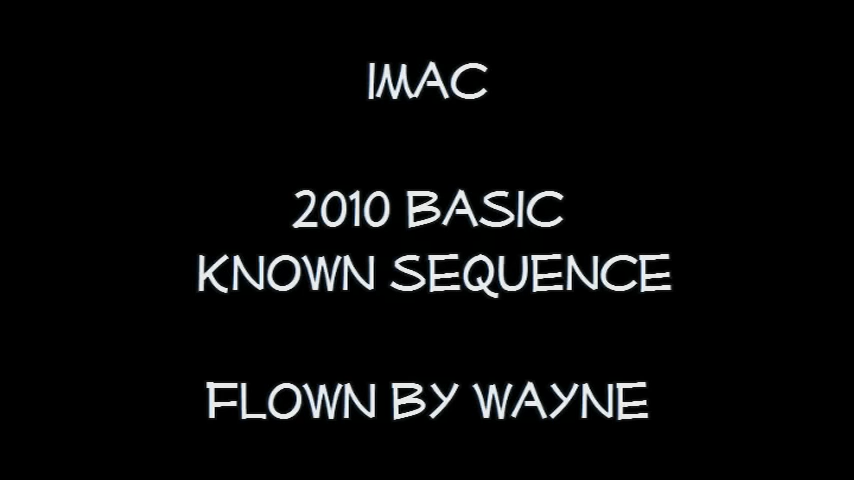 IMAC
2010 BASIC
KNOWN SEQUENCE
FLOWN BY WAYNE